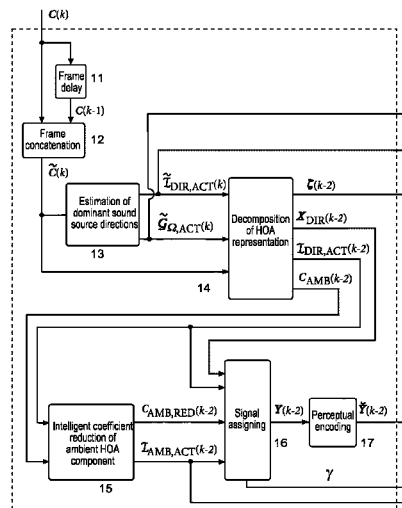 C(k)
Frame
delay
11
C(k-1)
Frame
concatenation
12
C̃(k)
Estimation of
dominant sound
source directions
13
Ĩ_DIR,ACT(k)
G̃_Ω,ACT(k)
Decomposition
of HOA
representation
14
ζ(k-2)
X_DIR(k-2)
I_DIR,ACT(k-2)
C_AMB(k-2)
Intelligent coefficient
reduction of
ambient HOA
component
15
C_AMB,RED(k-2)
I_AMB,ACT(k-2)
Signal
assigning
16
Y(k-2)
Perceptual
encoding
17
Y̆(k-2)
γ